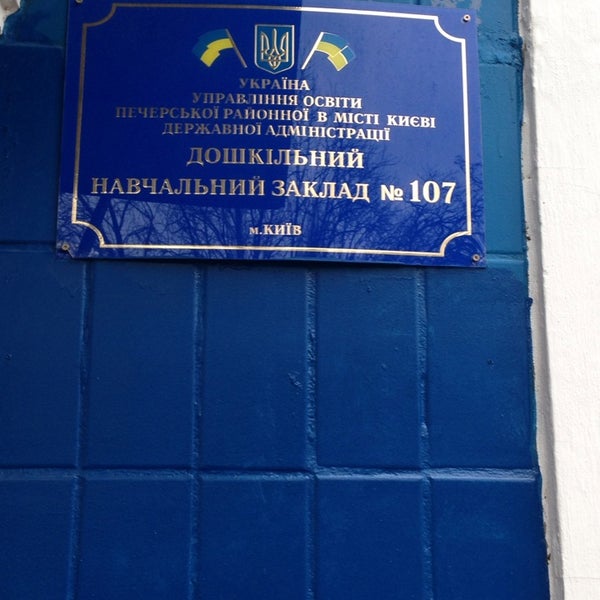 УКРАЇНА
УПРАВЛІННЯ ОСВІТИ
ПЕЧЕРСЬКОЇ РАЙОННОЇ В МІСТІ КИЄВІ
ДЕРЖАВНОЇ АДМІНІСТРАЦІЇ
ДОШКІЛЬНИЙ
НАВЧАЛЬНИЙ ЗАКЛАД № 107
м. КИЇВ